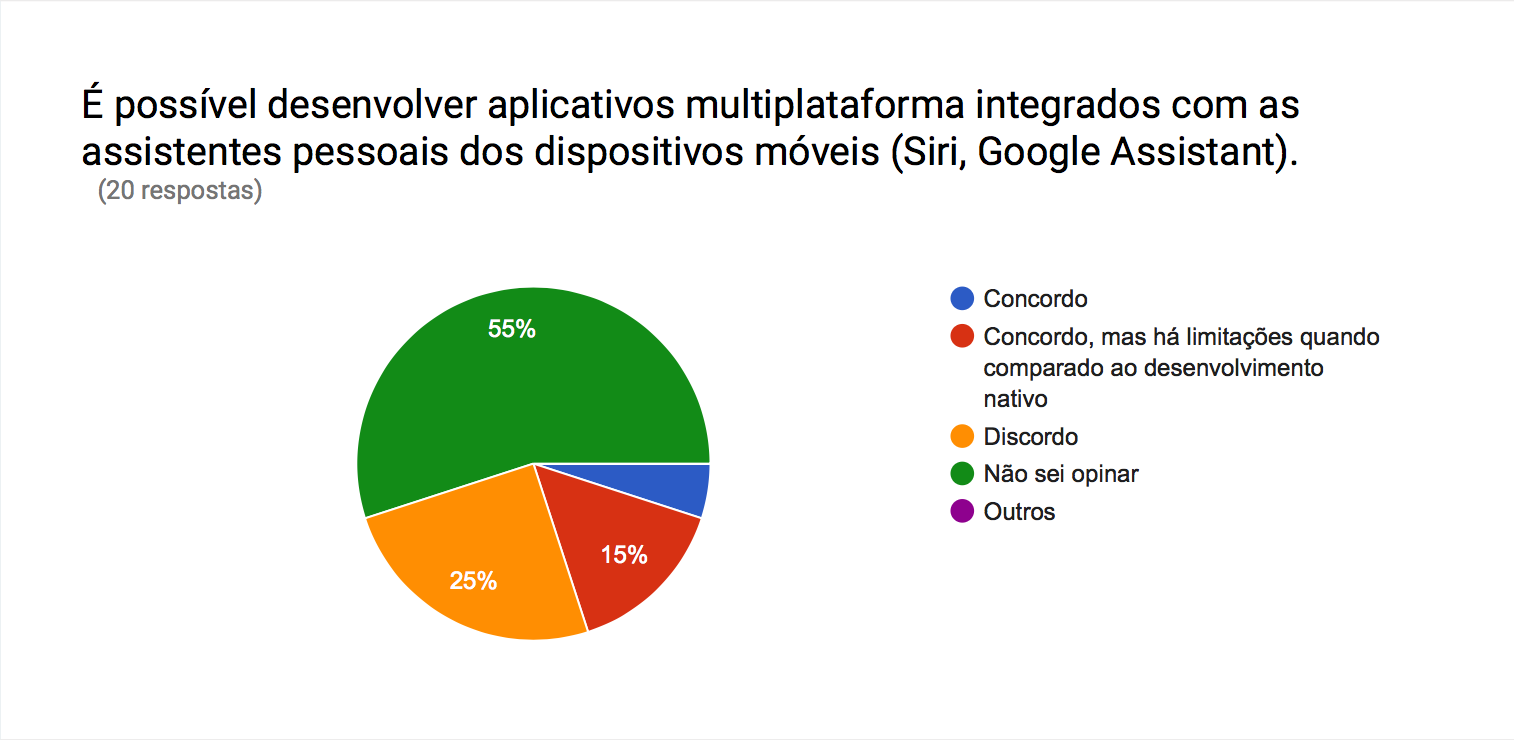 É possível desenvolver aplicativos multiplataforma integrados com as
assistentes pessoais dos dispositivos móveis (Siri, Google Assistant).
(20 respostas)
55%
25%
15%
Concordo
Concordo, mas há limitações quando
comparado ao desenvolvimento
nativo
Discordo
Não sei opinar
Outros